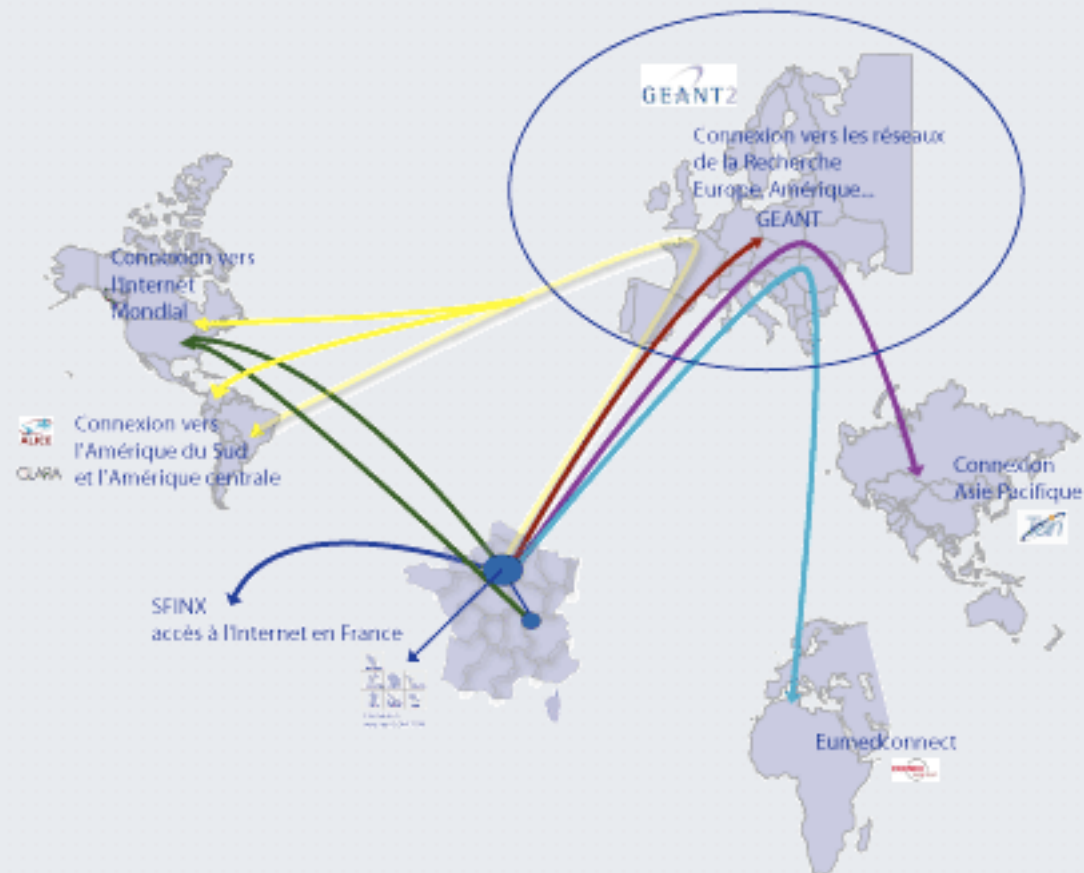 GEANT2
Connexion vers les réseaux
de la Recherche
Europe, Amérique...
GEANT
Connexion vers
l'Internet
Mondial
ALICE
Connexion vers
l'Amérique du Sud
CLARA
et l'Amérique centrale
Connexion
Asie Pacifique
SFINX
accès à l'Internet en France
Eumedconnect